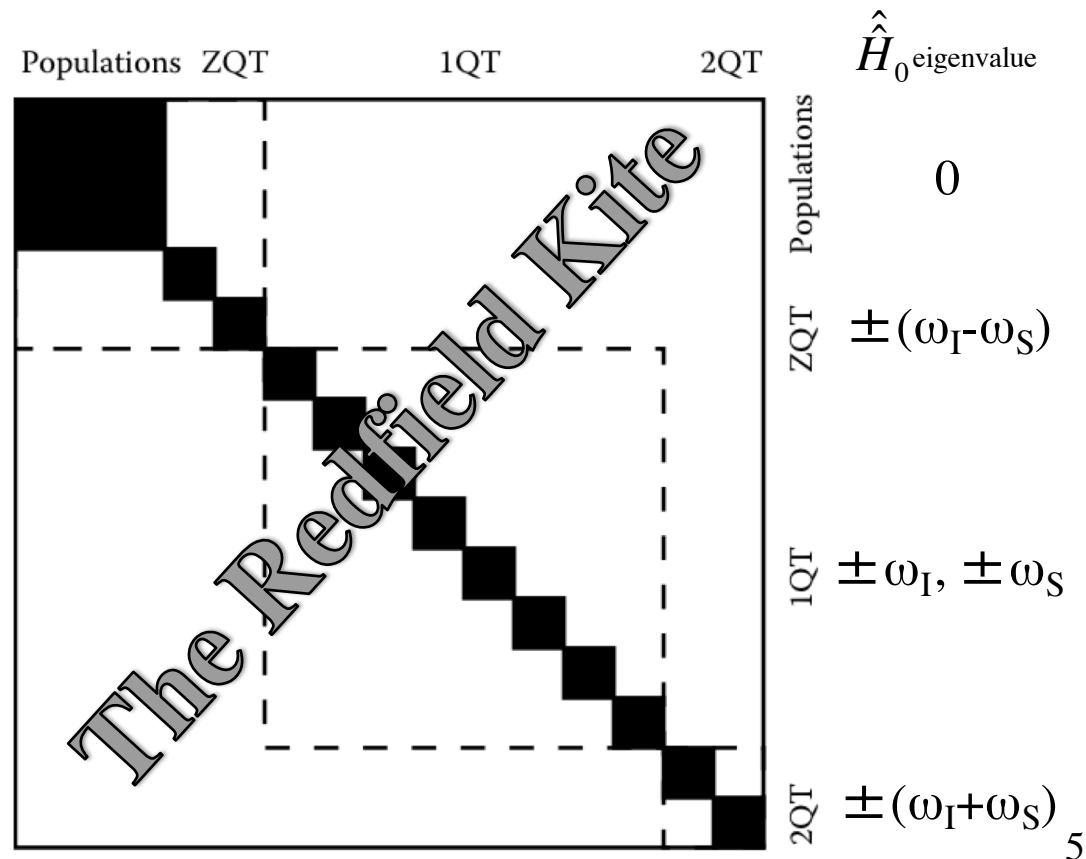 Populations ZQT 1QT 2QT
Ĥ̂₀ eigenvalue
Populations
0
ZQT
±(ωI-ωS)
1QT
±ωI, ±ωS
2QT
±(ωI+ωS)
The Redfield Kite
5